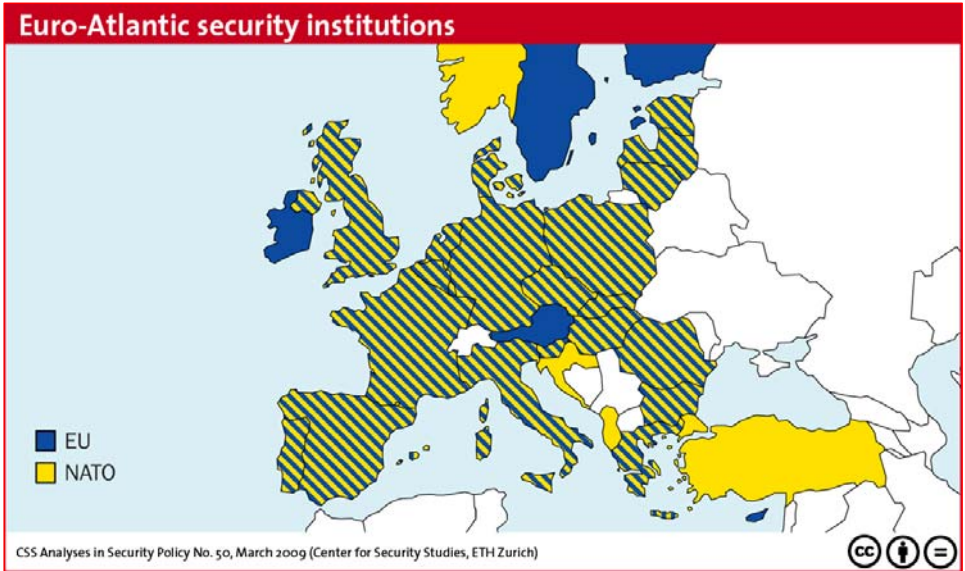 Euro-Atlantic security institutions
EU
NATO
CSS Analyses in Security Policy No. 50, March 2009 (Center for Security Studies, ETH Zurich)
cc